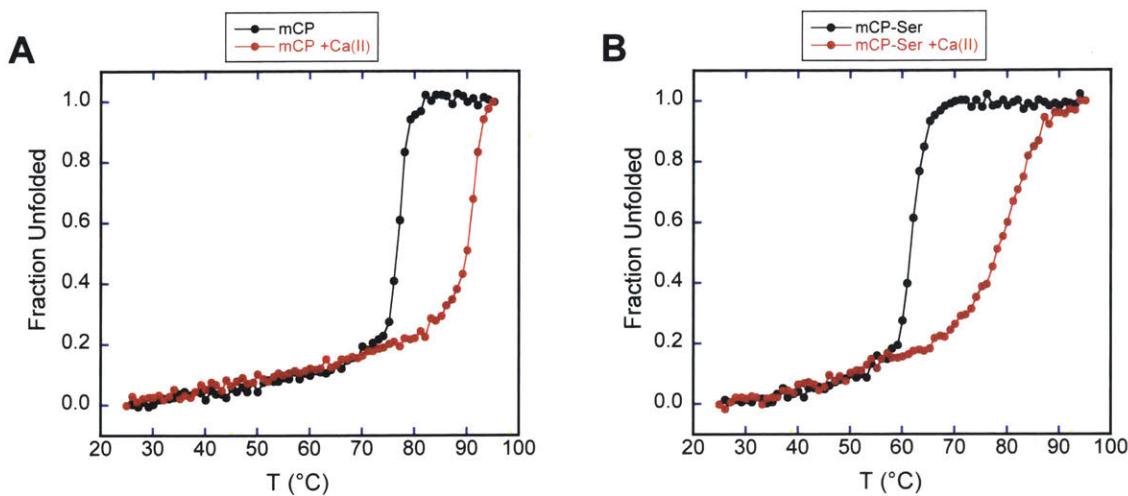 A
mCP
mCP +Ca(II)
Fraction Unfolded
1.0
0.8
0.6
0.4
0.2
0.0
20 30 40 50 60 70 80 90 100
T (°C)
B
mCP-Ser
mCP-Ser +Ca(II)
Fraction Unfolded
1.0
0.8
0.6
0.4
0.2
0.0
20 30 40 50 60 70 80 90 100
T (°C)